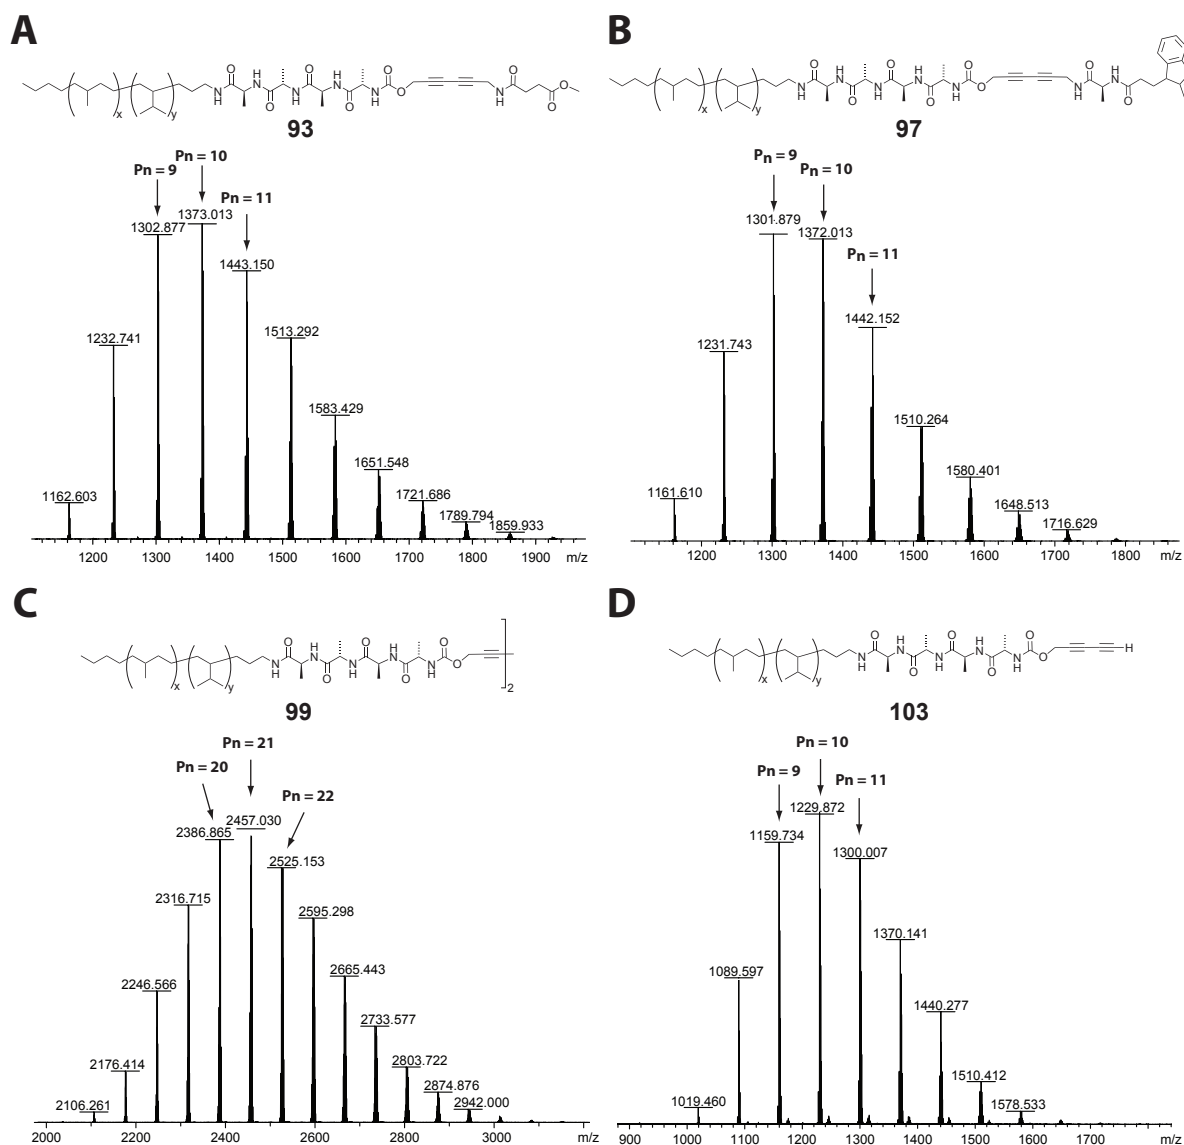 A
93
Pn = 9
Pn = 10
Pn = 11
1162.603
1232.741
1302.877
1373.013
1443.150
1513.292
1583.429
1651.548
1721.686
1789.794
1859.933
1200 1300 1400 1500 1600 1700 1800 1900 m/z
B
97
Pn = 9
Pn = 10
Pn = 11
1161.610
1231.743
1301.879
1372.013
1442.152
1510.264
1580.401
1648.513
1716.629
1200 1300 1400 1500 1600 1700 1800 m/z
C
2
99
Pn = 20
Pn = 21
Pn = 22
2106.261
2176.414
2246.566
2316.715
2386.865
2457.030
2525.153
2595.298
2665.443
2733.577
2803.722
2874.876
2942.000
2000 2200 2400 2600 2800 3000 m/z
D
103
Pn = 9
Pn = 10
Pn = 11
1019.460
1089.597
1159.734
1229.872
1300.007
1370.141
1440.277
1510.412
1578.533
900 1000 1100 1200 1300 1400 1500 1600 1700 m/z